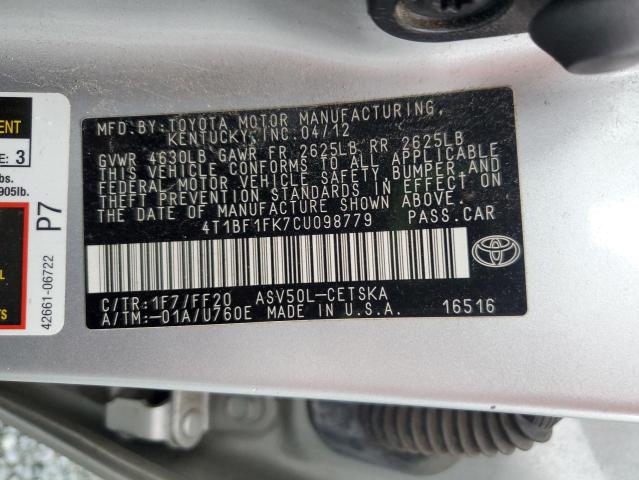 MFD. BY: TOYOTA MOTOR MANUFACTURING,
KENTUCKY, INC. 04/12
GVWR 4630LB GAWR FR 2625LB RR 2625LB
THIS VEHICLE CONFORMS TO ALL APPLICABLE
FEDERAL MOTOR VEHICLE SAFETY, BUMPER, AND
THEFT PREVENTION STANDARDS IN EFFECT ON
THE DATE OF MANUFACTURE SHOWN ABOVE.
4T1BF1FK7CU098779 PASS.CAR
C/TR: 1F7/FF20 ASV50L-CETSKA
A/TM: -01A/U760E MADE IN U.S.A. 16516
TOYOTA
ENT
E: 3
bs.
905lb.
P7
42661-06722